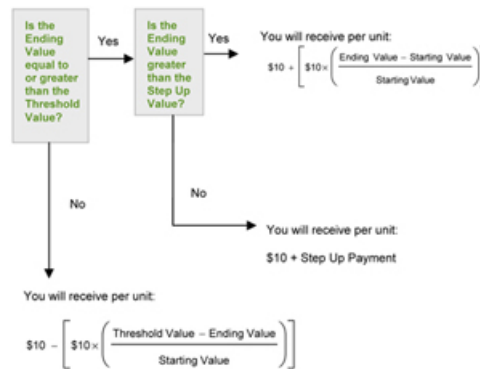 Is the
Ending
Value
equal to
or greater
than the
Threshold
Value?
Yes
Is the
Ending
Value
greater
than the
Step Up
Value?
Yes
You will receive per unit:
$10 + [ $10× ( Ending Value – Starting Value
Starting Value )
No
You will receive per unit:
$10 + Step Up Payment
No
You will receive per unit:
$10 – [ $10× ( Threshold Value – Ending Value
Starting Value ) ]